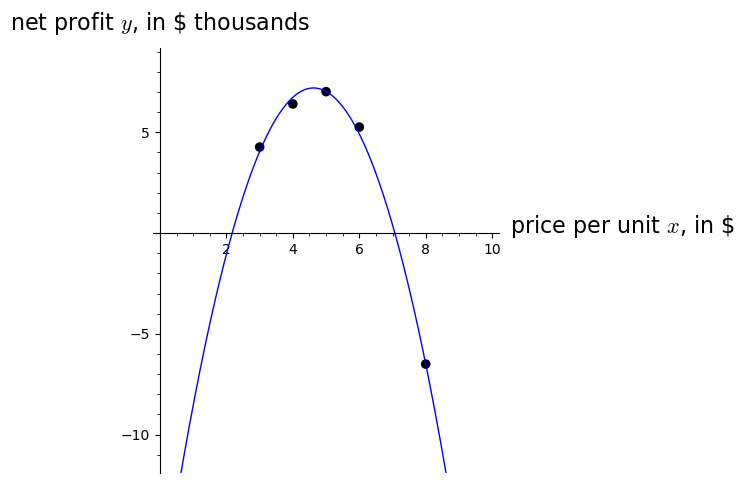 net profit y, in $ thousands
5
price per unit x, in $
2 4 6 8 10
−5
−10